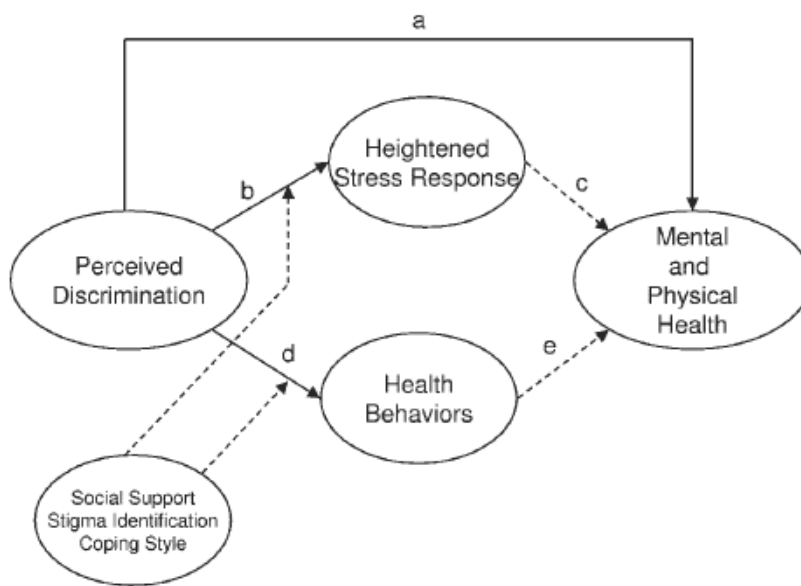 a
Heightened
Stress Response
b
c
Perceived
Discrimination
Mental
and
Physical
Health
d
e
Health
Behaviors
Social Support
Stigma Identification
Coping Style